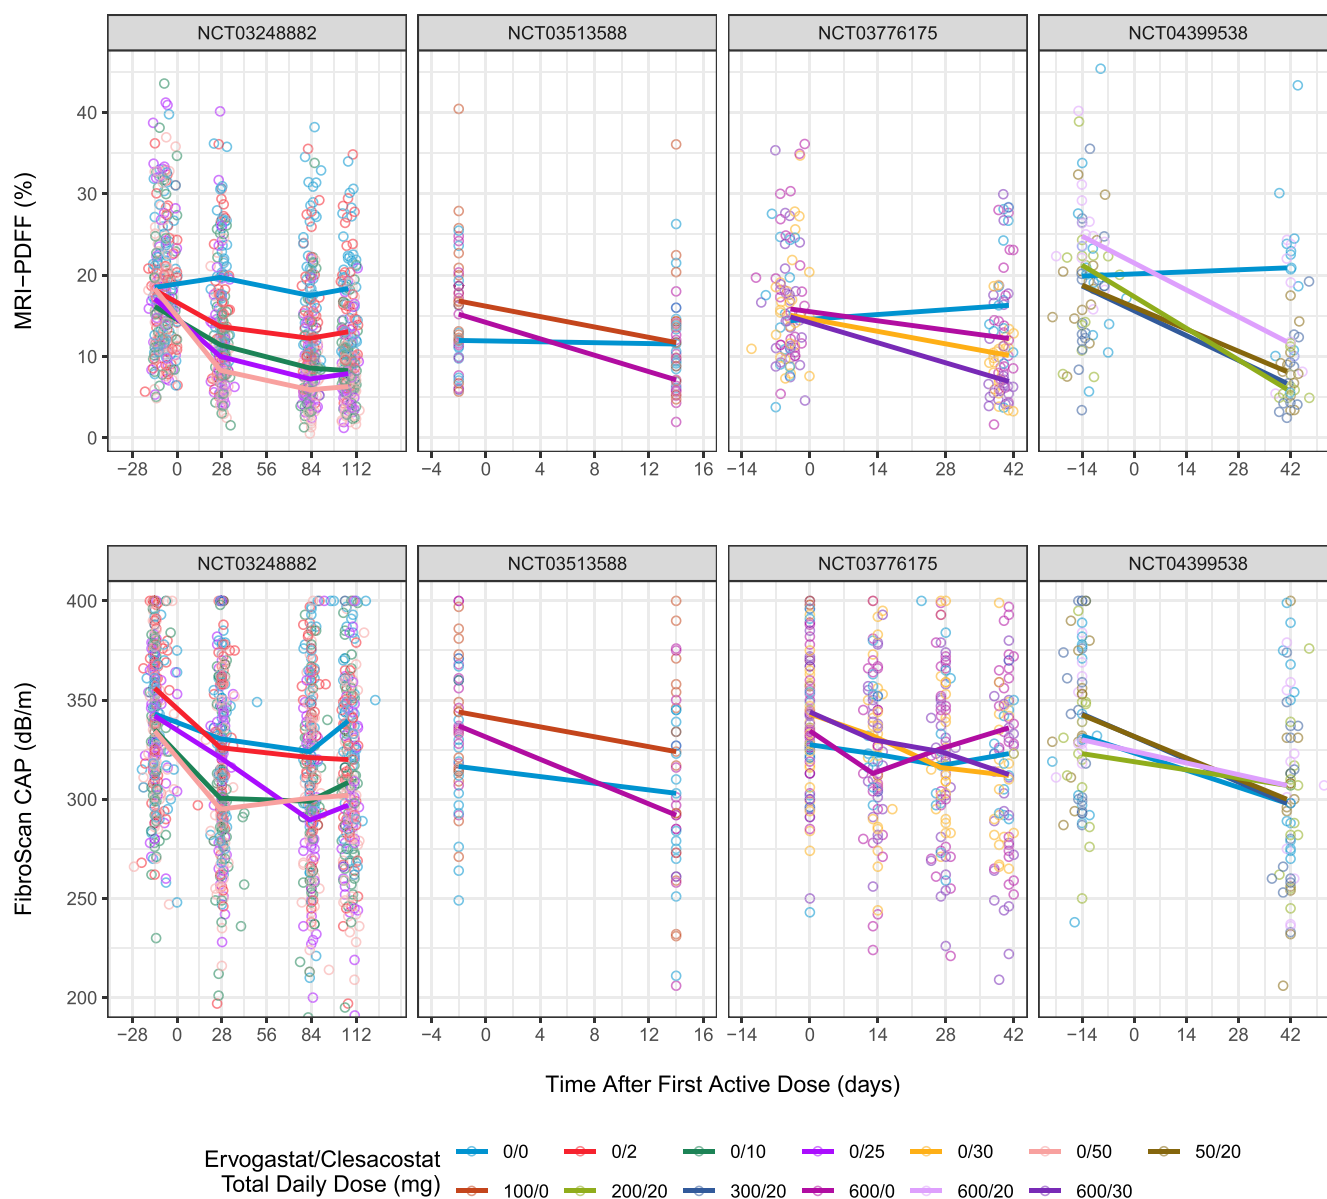 NCT03248882 NCT03513588 NCT03776175 NCT04399538
MRI−PDFF (%)
40
30
20
10
0
−28 0 28 56 84 112 −4 0 4 8 12 16 −14 0 14 28 42 −14 0 14 28 42
NCT03248882 NCT03513588 NCT03776175 NCT04399538
FibroScan CAP (dB/m)
400
350
300
250
200
−28 0 28 56 84 112 −4 0 4 8 12 16 −14 0 14 28 42 −14 0 14 28 42
Time After First Active Dose (days)
Ervogastat/Clesacostat
Total Daily Dose (mg)
0/0 0/2 0/10 0/25 0/30 0/50 50/20
100/0 200/20 300/20 600/0 600/20 600/30